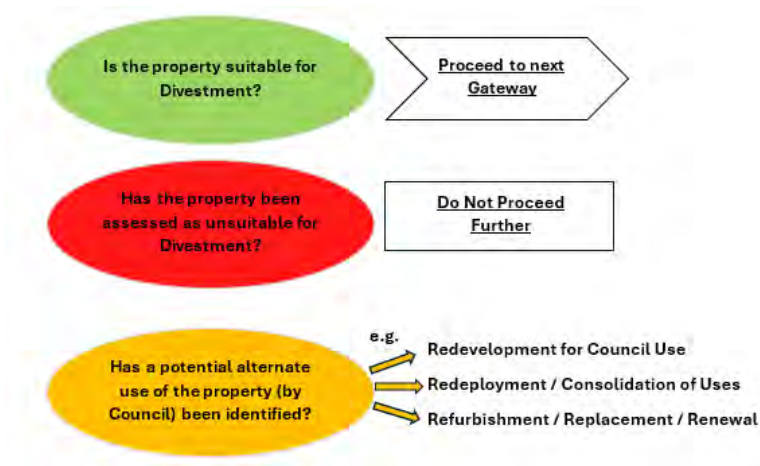 Is the property suitable for
Divestment?
Proceed to next
Gateway
Has the property been
assessed as unsuitable for
Divestment?
Do Not Proceed
Further
Has a potential alternate
use of the property (by
Council) been identified?
e.g.
Redevelopment for Council Use
Redeployment / Consolidation of Uses
Refurbishment / Replacement / Renewal